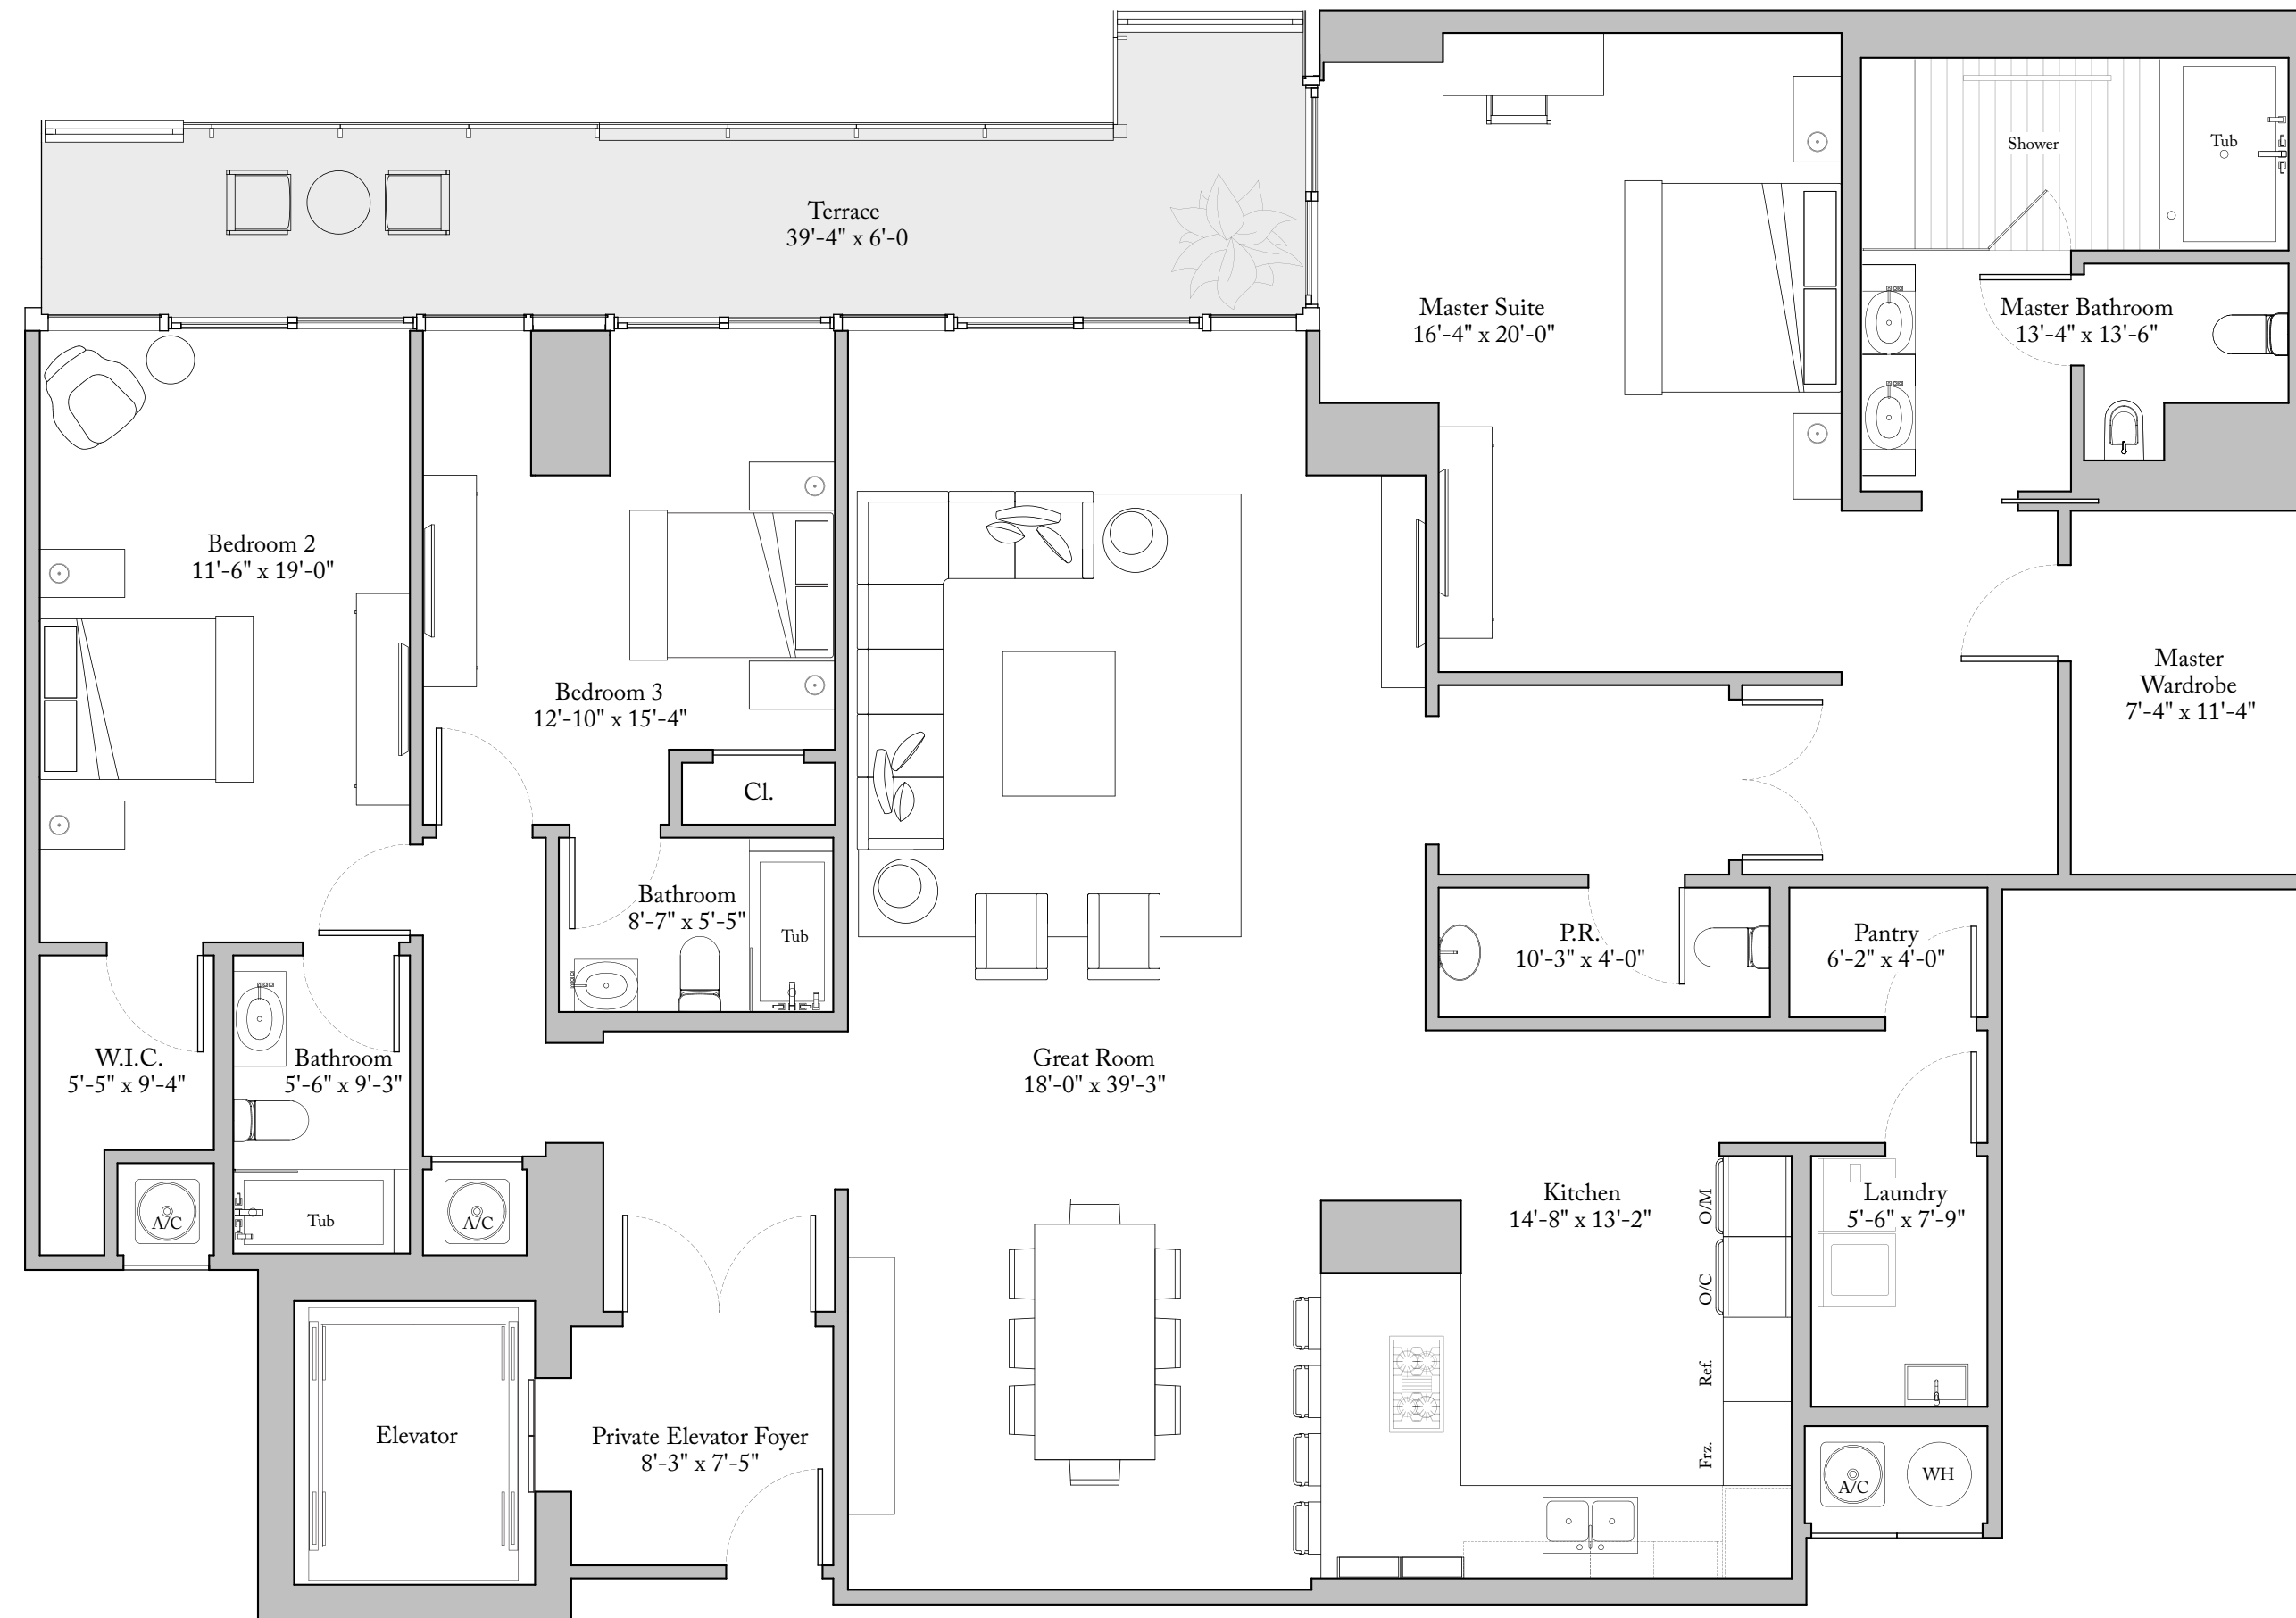 Terrace
39'-4" x 6'-0
Shower
Tub
Master Suite
16'-4" x 20'-0"
Master Bathroom
13'-4" x 13'-6"
Bedroom 2
11'-6" x 19'-0"
Bedroom 3
12'-10" x 15'-4"
Master
Wardrobe
7'-4" x 11'-4"
Cl.
Bathroom
8'-7" x 5'-5"
Tub
P.R.
10'-3" x 4'-0"
Pantry
6'-2" x 4'-0"
W.I.C.
5'-5" x 9'-4"
Bathroom
5'-6" x 9'-3"
Great Room
18'-0" x 39'-3"
Kitchen
14'-8" x 13'-2"
O/M
Laundry
5'-6" x 7'-9"
A/C
Tub
A/C
O/C
Ref.
Elevator
Private Elevator Foyer
8'-3" x 7'-5"
Frz.
A/C
WH